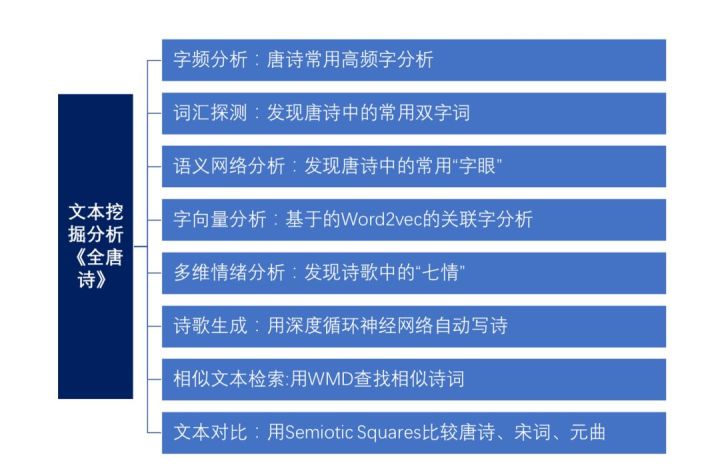 文本挖
掘分析
《全唐
诗》
字频分析：唐诗常用高频字分析
词汇探测：发现唐诗中的常用双字词
语义网络分析：发现唐诗中的常用“字眼”
字向量分析：基于的Word2vec的关联字分析
多维情绪分析：发现诗歌中的“七情”
诗歌生成：用深度循环神经网络自动写诗
相似文本检索:用WMD查找相似诗词
文本对比：用Semiotic Squares比较唐诗、宋词、元曲